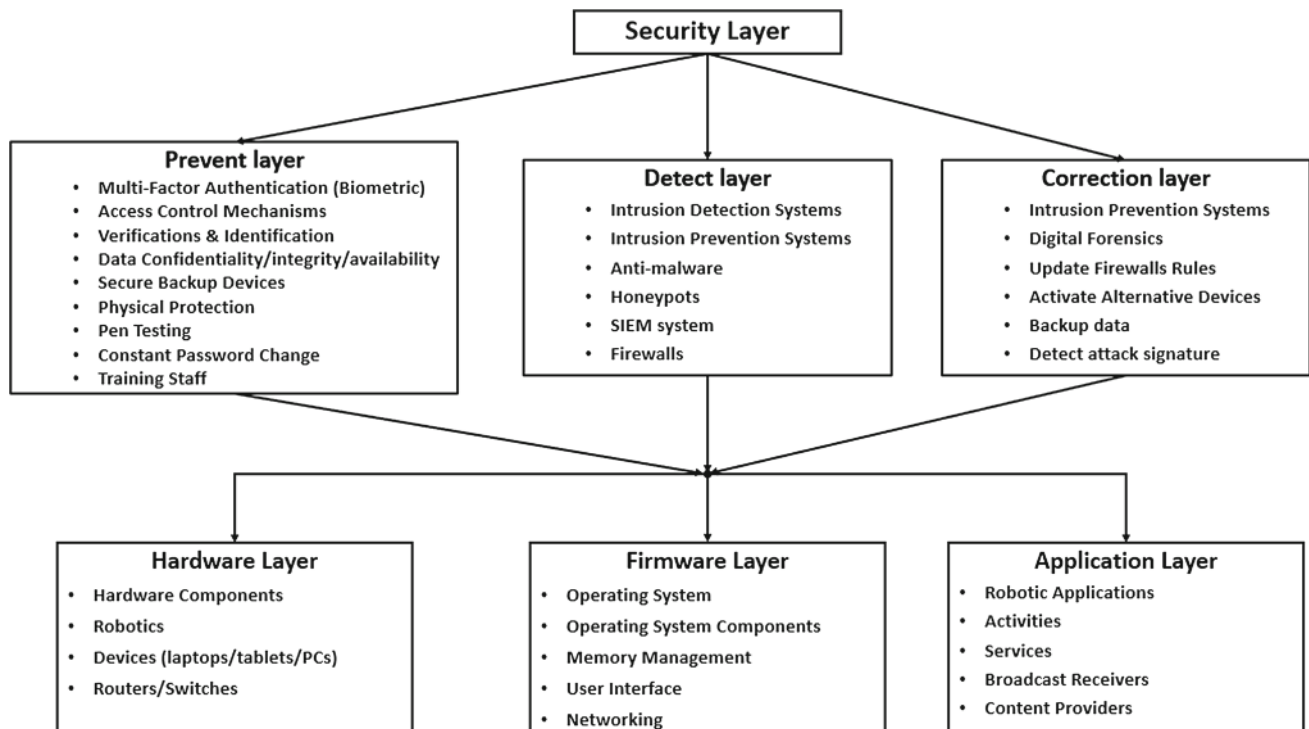 Security Layer
Prevent layer
• Multi-Factor Authentication (Biometric)
• Access Control Mechanisms
• Verifications & Identification
• Data Confidentiality/integrity/availability
• Secure Backup Devices
• Physical Protection
• Pen Testing
• Constant Password Change
• Training Staff
Detect layer
• Intrusion Detection Systems
• Intrusion Prevention Systems
• Anti-malware
• Honeypots
• SIEM system
• Firewalls
Correction layer
• Intrusion Prevention Systems
• Digital Forensics
• Update Firewalls Rules
• Activate Alternative Devices
• Backup data
• Detect attack signature
Hardware Layer
• Hardware Components
• Robotics
• Devices (laptops/tablets/PCs)
• Routers/Switches
Firmware Layer
• Operating System
• Operating System Components
• Memory Management
• User Interface
• Networking
Application Layer
• Robotic Applications
• Activities
• Services
• Broadcast Receivers
• Content Providers